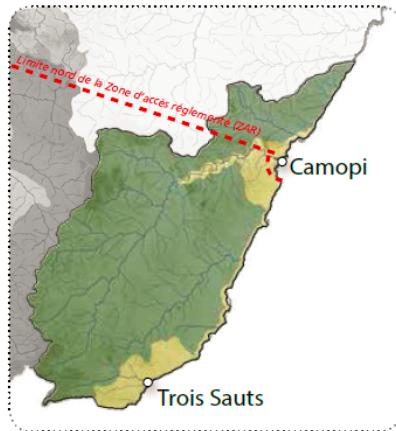 Limite nord de la Zone d'accès réglementé (ZAR)
Camopi
Trois Sauts